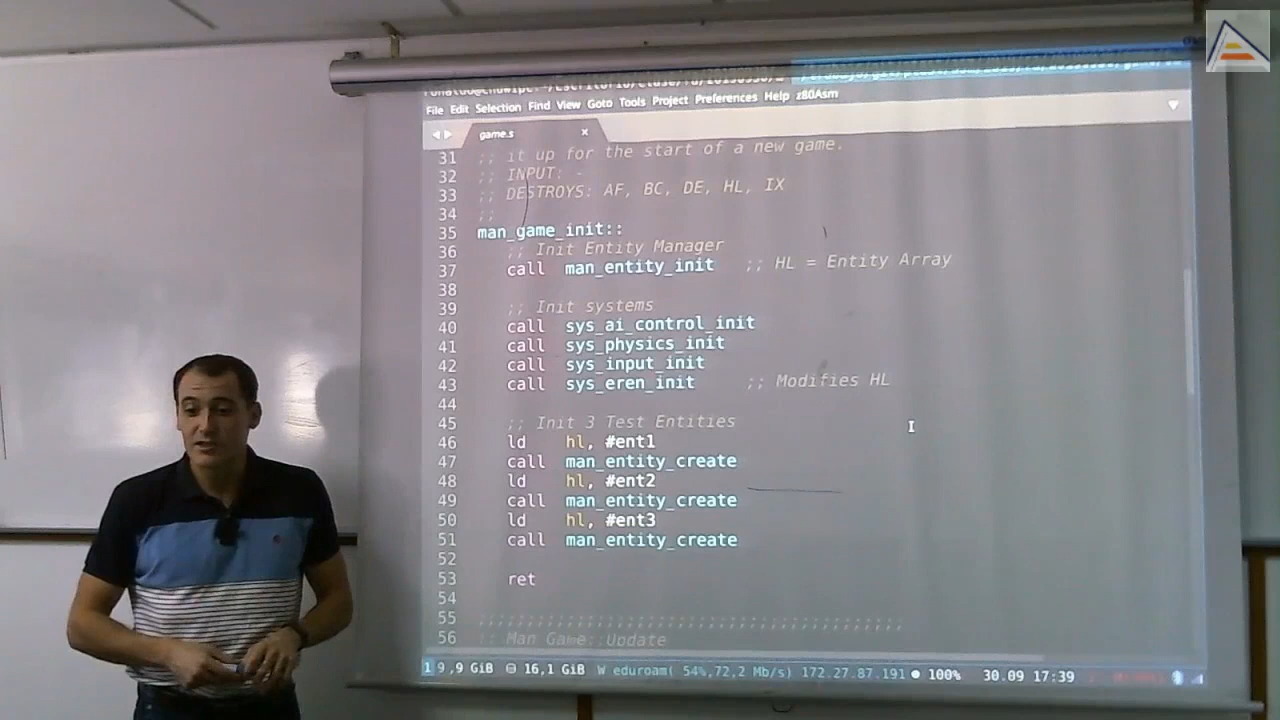 File Edit Selection Find View Goto Tools Project Preferences Help z80Asm
game.s
31 ;; it up for the start of a new game.
32 ;; INPUT: -
33 ;; DESTROYS: AF, BC, DE, HL, IX
34 ;;
35 man_game_init::
36 ;; Init Entity Manager
37 call man_entity_init ;; HL = Entity Array
38
39 ;; Init systems
40 call sys_ai_control_init
41 call sys_physics_init
42 call sys_input_init
43 call sys_eren_init ;; Modifies HL
44
45 ;; Init 3 Test Entities
46 ld hl, #ent1
47 call man_entity_create
48 ld hl, #ent2
49 call man_entity_create
50 ld hl, #ent3
51 call man_entity_create
52
53 ret
54
55 ;;;;;;;;;;;;;;;;;;;;;;;;;;;;;;;;;;;;;;;;;;;
56 ;; Man Game::Update
1 9,9 GiB 16,1 GiB W eduroam( 54%,72,2 Mb/s) 172.27.87.191 100% 30.09 17:39